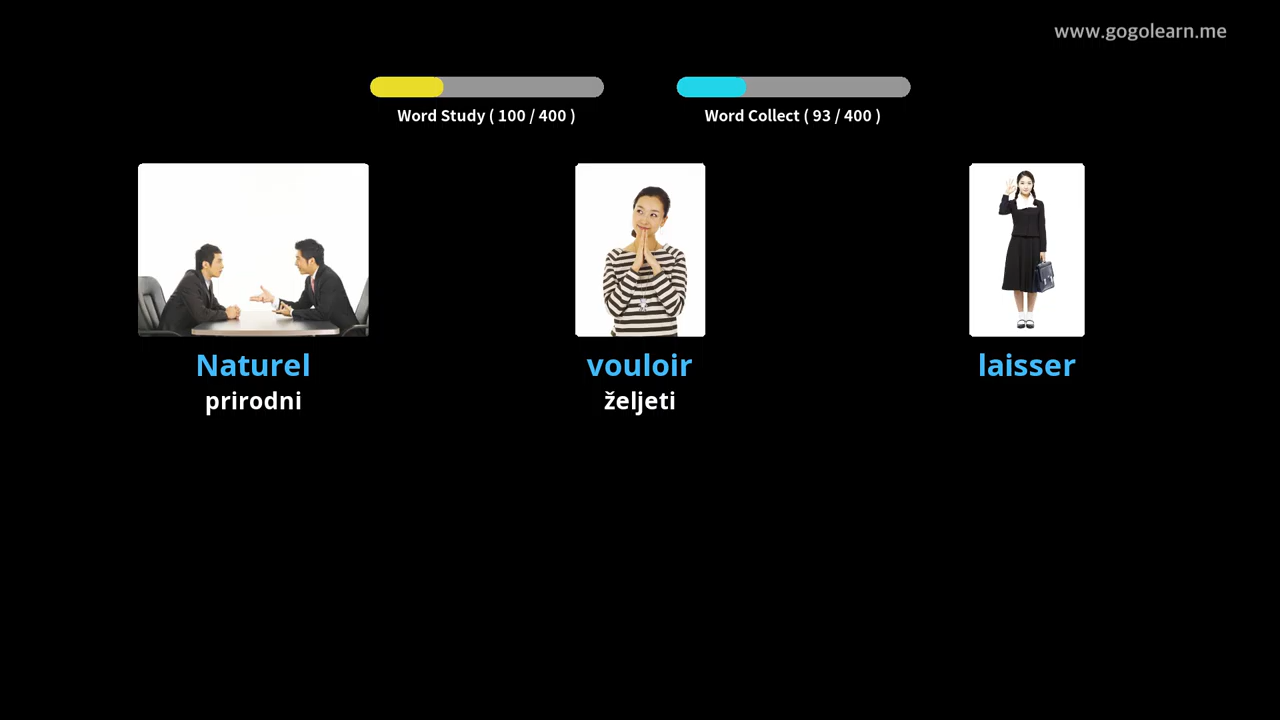 www.gogolearn.me
Word Study ( 100 / 400 )
Word Collect ( 93 / 400 )
Naturel
prirodni
vouloir
željeti
laisser